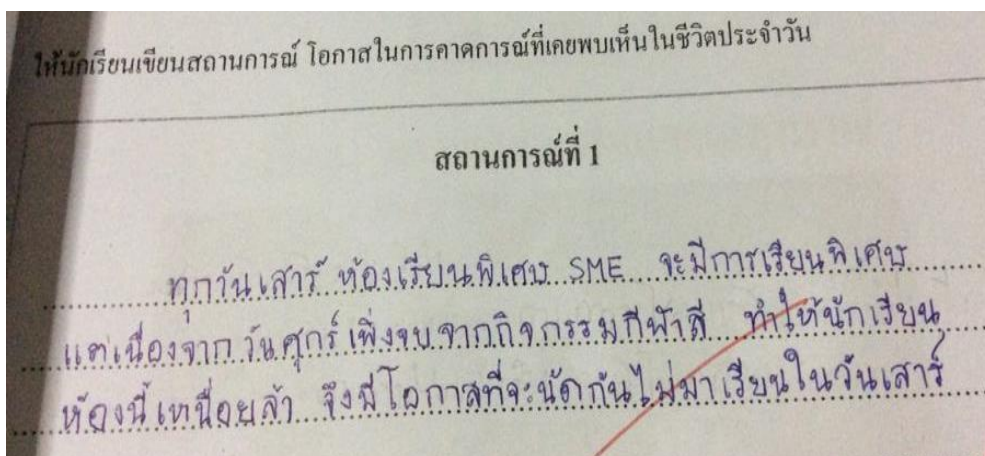 ให้นักเรียนเขียนสถานการณ์ โอกาสในการคาดการณ์ที่เคยพบเห็นในชีวิตประจำวัน
สถานการณ์ที่ 1
ทุกวันเสาร์ ห้องเรียนพิเศษ SME จะมีการเรียนพิเศษ
แต่เนื่องจาก วันศุกร์ เพิ่งจบจากกิจกรรมกีฬาสี ทำให้นักเรียน
ห้องนี้ เหนื่อยล้า จึงมีโอกาสที่จะนัดกันไม่มาเรียนในวันเสาร์